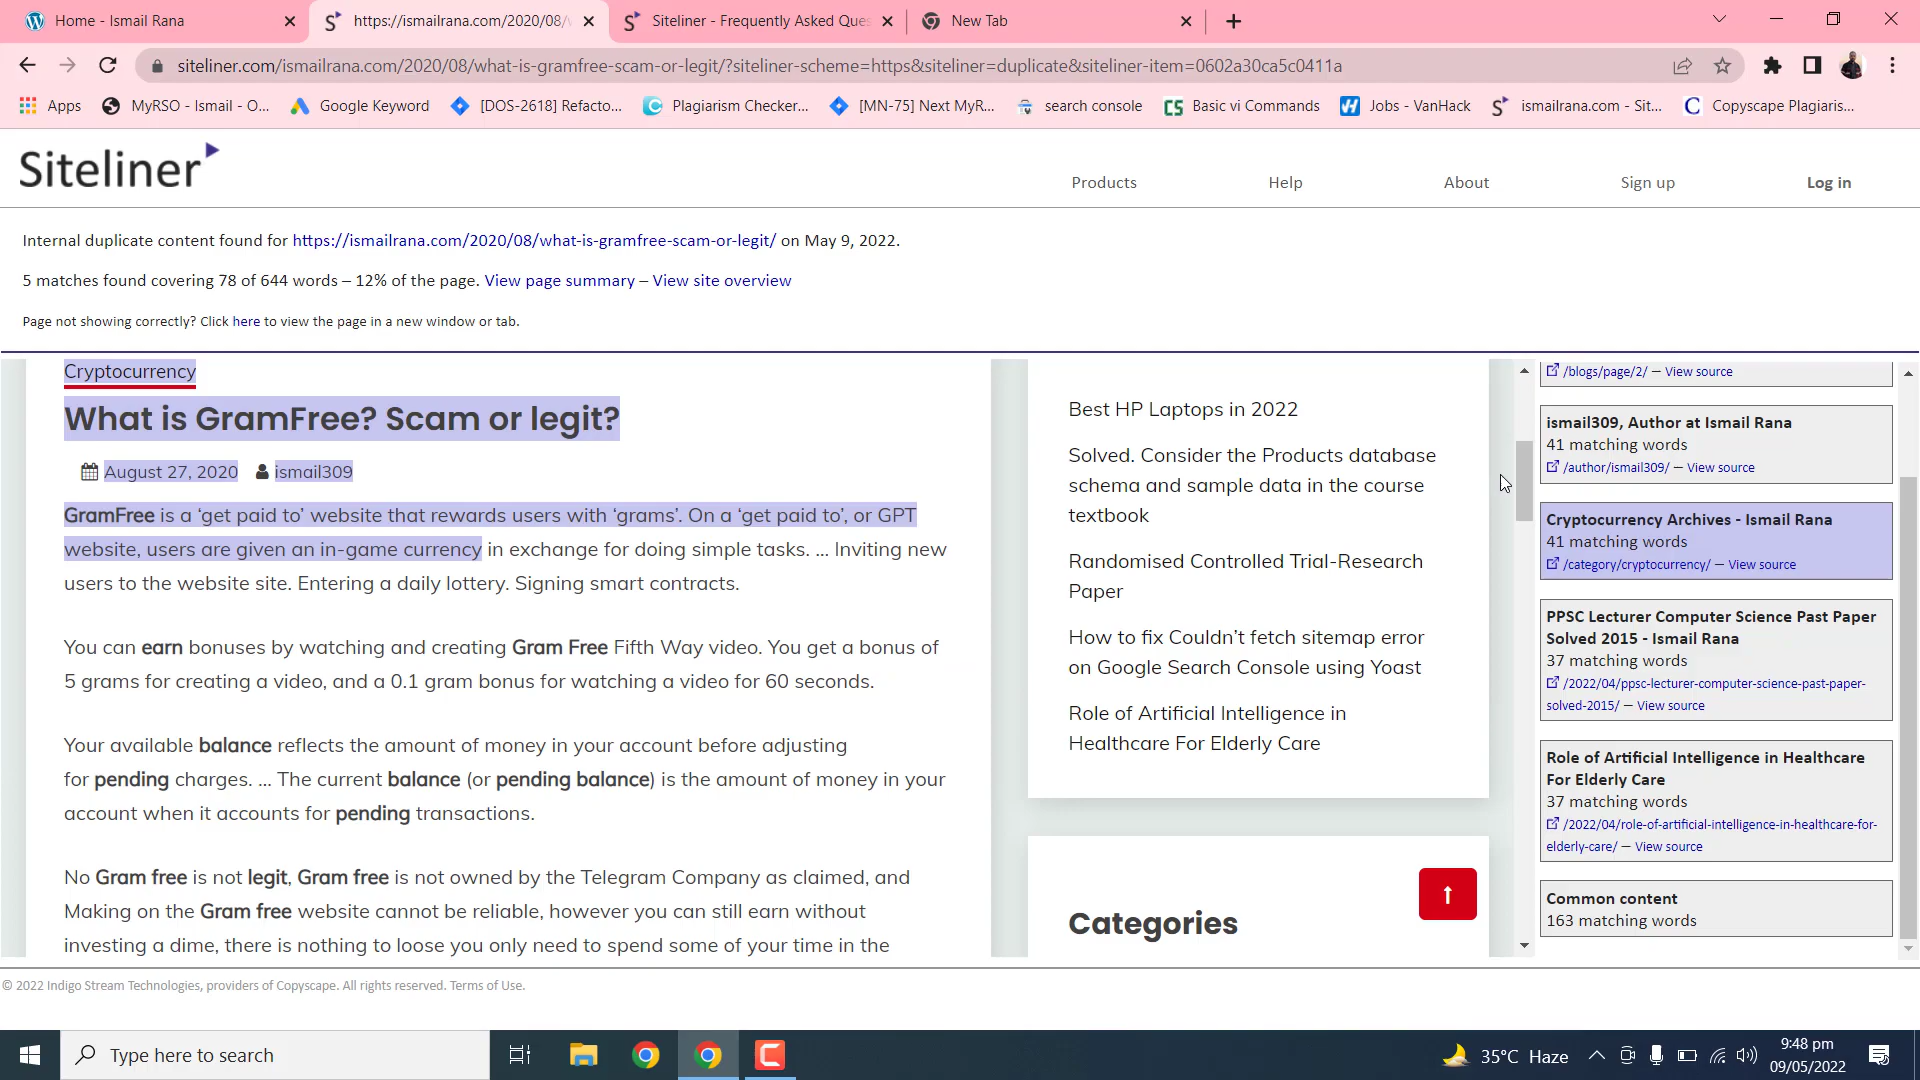 Home - Ismail Rana
https://ismailrana.com/2020/08/w
Siteliner - Frequently Asked Ques
New Tab
siteliner.com/ismailrana.com/2020/08/what-is-gramfree-scam-or-legit/?siteliner-scheme=https&siteliner=duplicate&siteliner-item=0602a30ca5c0411a
Apps
MyRSO - Ismail - O...
Google Keyword
[DOS-2618] Refacto...
Plagiarism Checker...
[MN-75] Next MyR...
search console
Basic vi Commands
Jobs - VanHack
ismailrana.com - Sit...
Copyscape Plagiaris...
Siteliner
Products
Help
About
Sign up
Log in
Internal duplicate content found for https://ismailrana.com/2020/08/what-is-gramfree-scam-or-legit/ on May 9, 2022.
5 matches found covering 78 of 644 words – 12% of the page. View page summary – View site overview
Page not showing correctly? Click here to view the page in a new window or tab.
Cryptocurrency
What is GramFree? Scam or legit?
August 27, 2020 ismail309
GramFree is a ‘get paid to’ website that rewards users with ‘grams’. On a ‘get paid to’, or GPT
website, users are given an in-game currency in exchange for doing simple tasks. ... Inviting new
users to the website site. Entering a daily lottery. Signing smart contracts.
You can earn bonuses by watching and creating Gram Free Fifth Way video. You get a bonus of
5 grams for creating a video, and a 0.1 gram bonus for watching a video for 60 seconds.
Your available balance reflects the amount of money in your account before adjusting
for pending charges. ... The current balance (or pending balance) is the amount of money in your
account when it accounts for pending transactions.
No Gram free is not legit, Gram free is not owned by the Telegram Company as claimed, and
Making on the Gram free website cannot be reliable, however you can still earn without
investing a dime, there is nothing to loose you only need to spend some of your time in the
Best HP Laptops in 2022
Solved. Consider the Products database
schema and sample data in the course
textbook
Randomised Controlled Trial-Research
Paper
How to fix Couldn’t fetch sitemap error
on Google Search Console using Yoast
Role of Artificial Intelligence in
Healthcare For Elderly Care
Categories
/blogs/page/2/ — View source
ismail309, Author at Ismail Rana
41 matching words
/author/ismail309/ — View source
Cryptocurrency Archives - Ismail Rana
41 matching words
/category/cryptocurrency/ — View source
PPSC Lecturer Computer Science Past Paper
Solved 2015 - Ismail Rana
37 matching words
/2022/04/ppsc-lecturer-computer-science-past-paper-
solved-2015/ — View source
Role of Artificial Intelligence in Healthcare
For Elderly Care
37 matching words
/2022/04/role-of-artificial-intelligence-in-healthcare-for-
elderly-care/ — View source
Common content
163 matching words
© 2022 Indigo Stream Technologies, providers of Copyscape. All rights reserved. Terms of Use.
Type here to search
35°C Haze
9:48 pm
09/05/2022